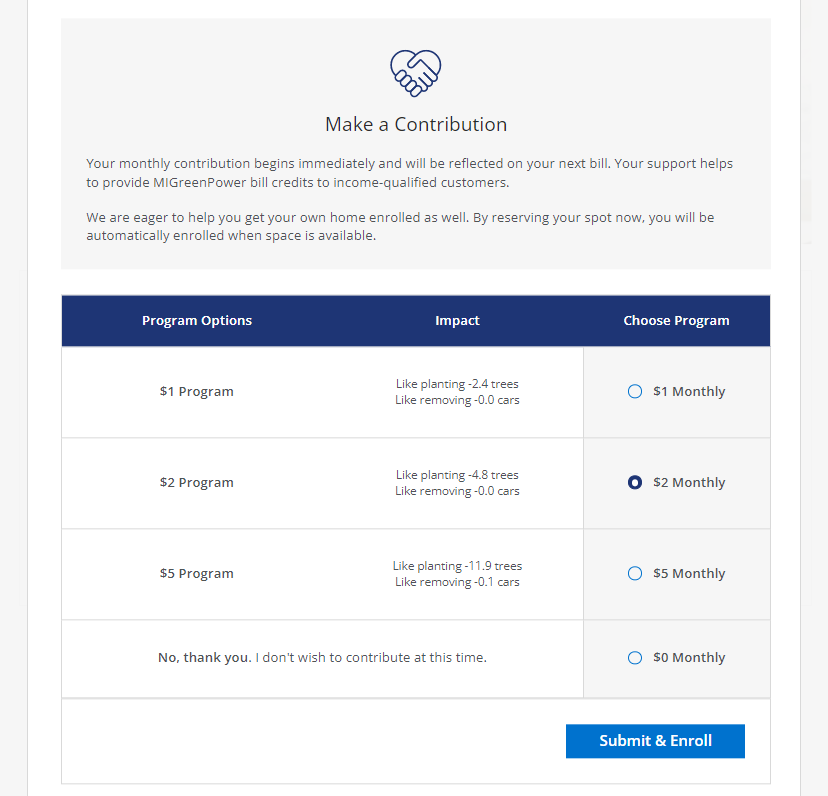 Make a Contribution
Your monthly contribution begins immediately and will be reflected on your next bill. Your support helps
to provide MIGreenPower bill credits to income-qualified customers.
We are eager to help you get your own home enrolled as well. By reserving your spot now, you will be
automatically enrolled when space is available.
Program Options Impact Choose Program
$1 Program
Like planting -2.4 trees
Like removing -0.0 cars
$1 Monthly
$2 Program
Like planting -4.8 trees
Like removing -0.0 cars
$2 Monthly
$5 Program
Like planting -11.9 trees
Like removing -0.1 cars
$5 Monthly
No, thank you. I don't wish to contribute at this time.
$0 Monthly
Submit & Enroll